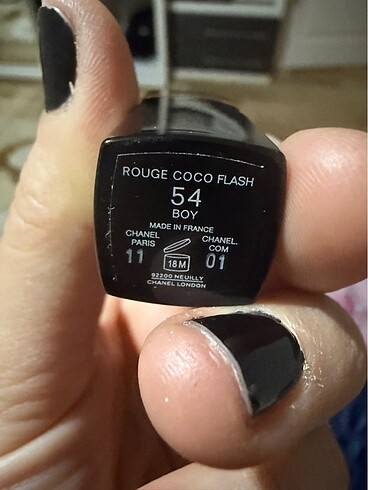 ROUGE COCO FLASH
54
BOY
MADE IN FRANCE
CHANEL
PARIS
CHANEL.
COM
11
18M
01
92200 NEUILLY
CHANEL LONDON